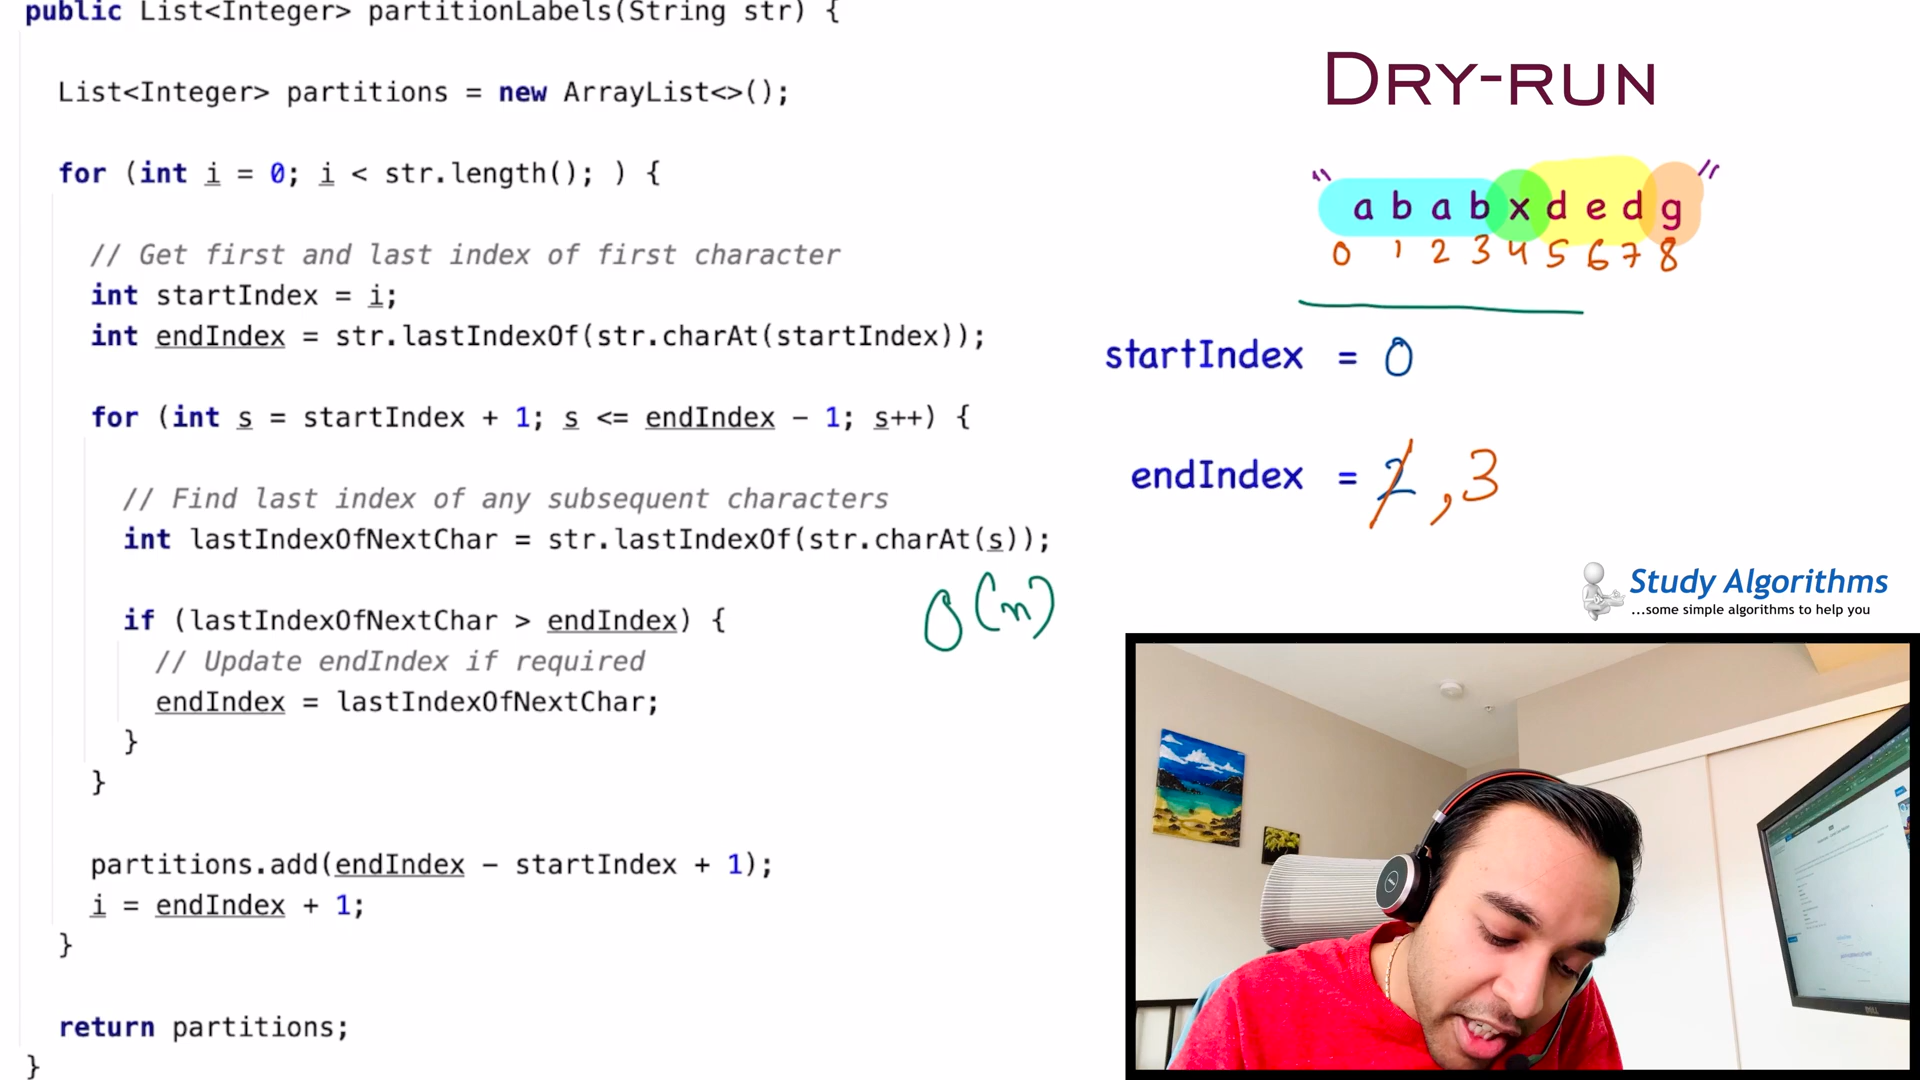 public List<Integer> partitionLabels(String str) {
List<Integer> partitions = new ArrayList<>();
for (int i = 0; i < str.length(); ) {
// Get first and last index of first character
int startIndex = i;
int endIndex = str.lastIndexOf(str.charAt(startIndex));
for (int s = startIndex + 1; s <= endIndex - 1; s++) {
// Find last index of any subsequent characters
int lastIndexOfNextChar = str.lastIndexOf(str.charAt(s));
if (lastIndexOfNextChar > endIndex) {
// Update endIndex if required
endIndex = lastIndexOfNextChar;
}
}
partitions.add(endIndex - startIndex + 1);
i = endIndex + 1;
}
return partitions;
}
O(n)
DRY-RUN
"ababxdedg"
0 1 2 3 4 5 6 7 8
startIndex = 0
endIndex = 2, 3
Study Algorithms
...some simple algorithms to help you